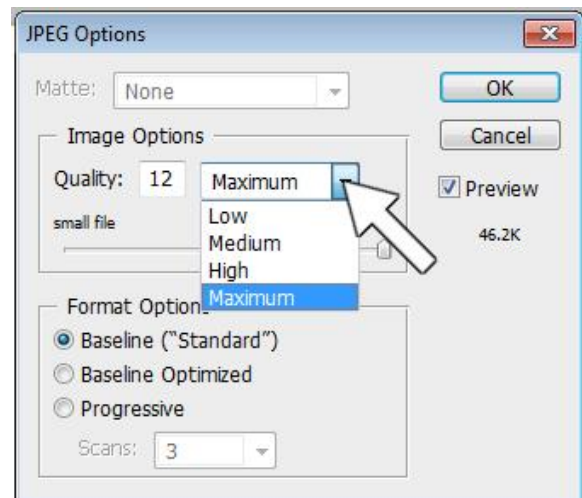 JPEG Options
Matte: None
OK
Image Options
Cancel
Quality: 12 Maximum
Preview
small file
Low
Medium
High
Maximum
46.2K
Format Option
Baseline ("Standard")
Baseline Optimized
Progressive
Scans: 3